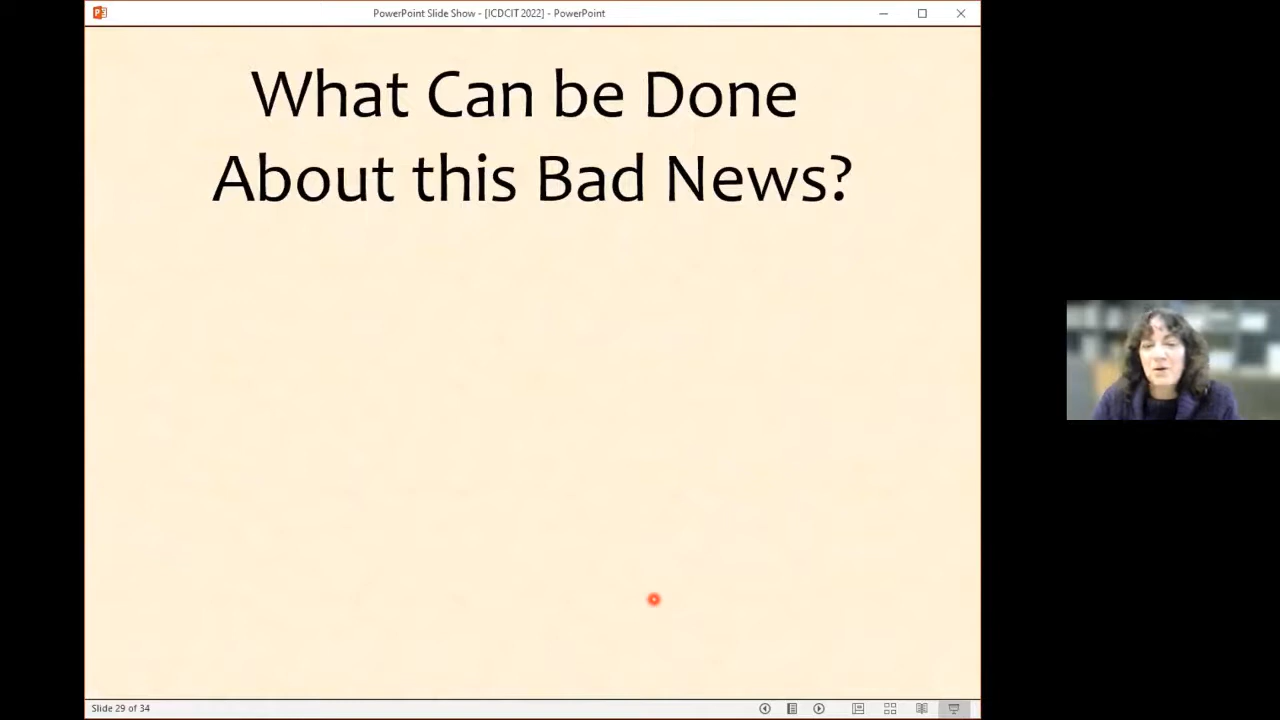 PowerPoint Slide Show - [ICDCIT 2022] - PowerPoint
What Can be Done
About this Bad News?
Slide 29 of 34